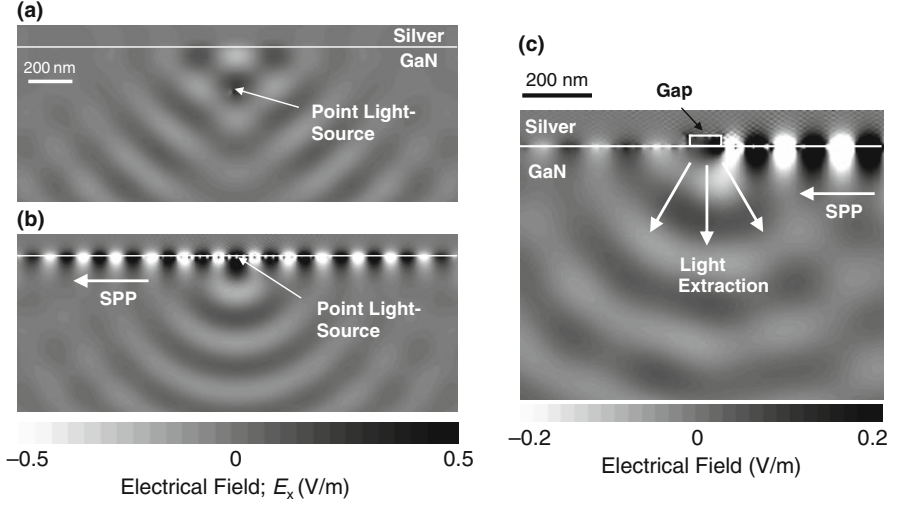 (a)
Silver
GaN
200 nm
Point Light-
Source
(b)
SPP
Point Light-
Source
−0.5
0
0.5
Electrical Field; Ex (V/m)
(c)
200 nm
Gap
Silver
GaN
SPP
Light
Extraction
−0.2
0
0.2
Electrical Field (V/m)